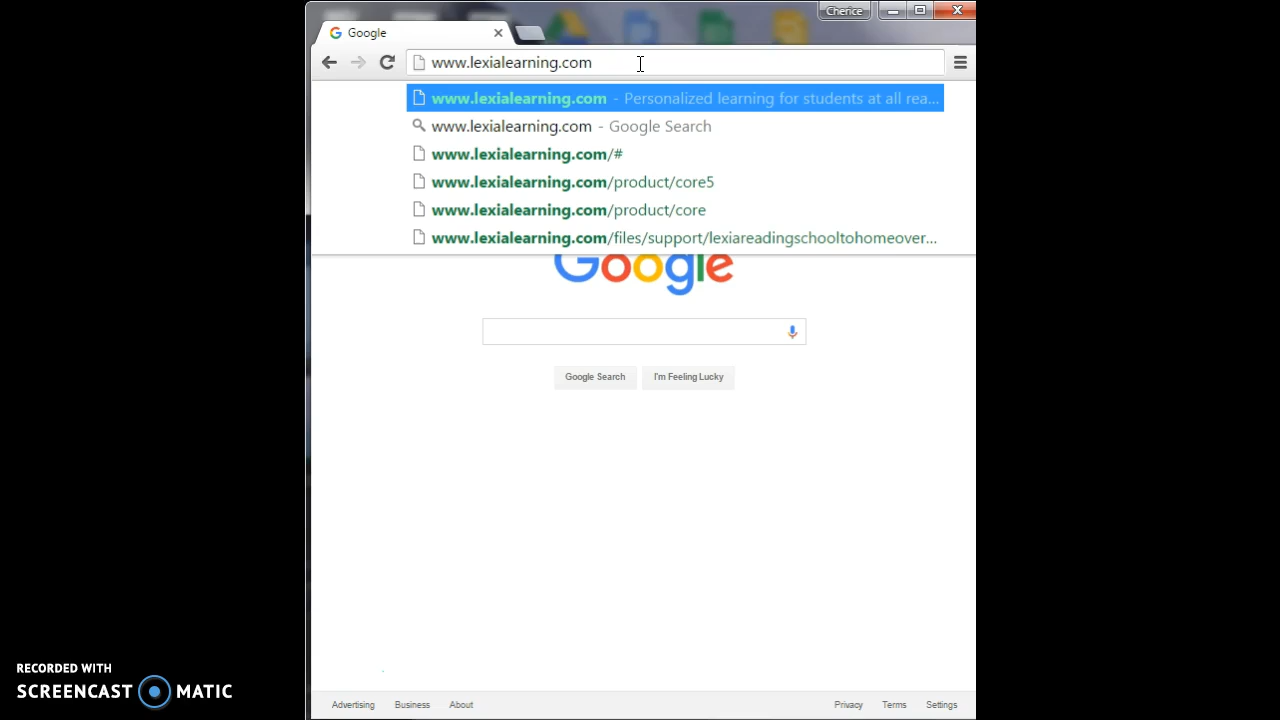 Cherice
Google
www.lexialearning.com
www.lexialearning.com - Personalized learning for students at all rea...
www.lexialearning.com - Google Search
www.lexialearning.com/#
www.lexialearning.com/product/core5
www.lexialearning.com/product/core
www.lexialearning.com/files/support/lexiareadingschooltohomeover...
Google
Google Search I'm Feeling Lucky
RECORDED WITH
SCREENCAST MATIC
Advertising Business About Privacy Terms Settings